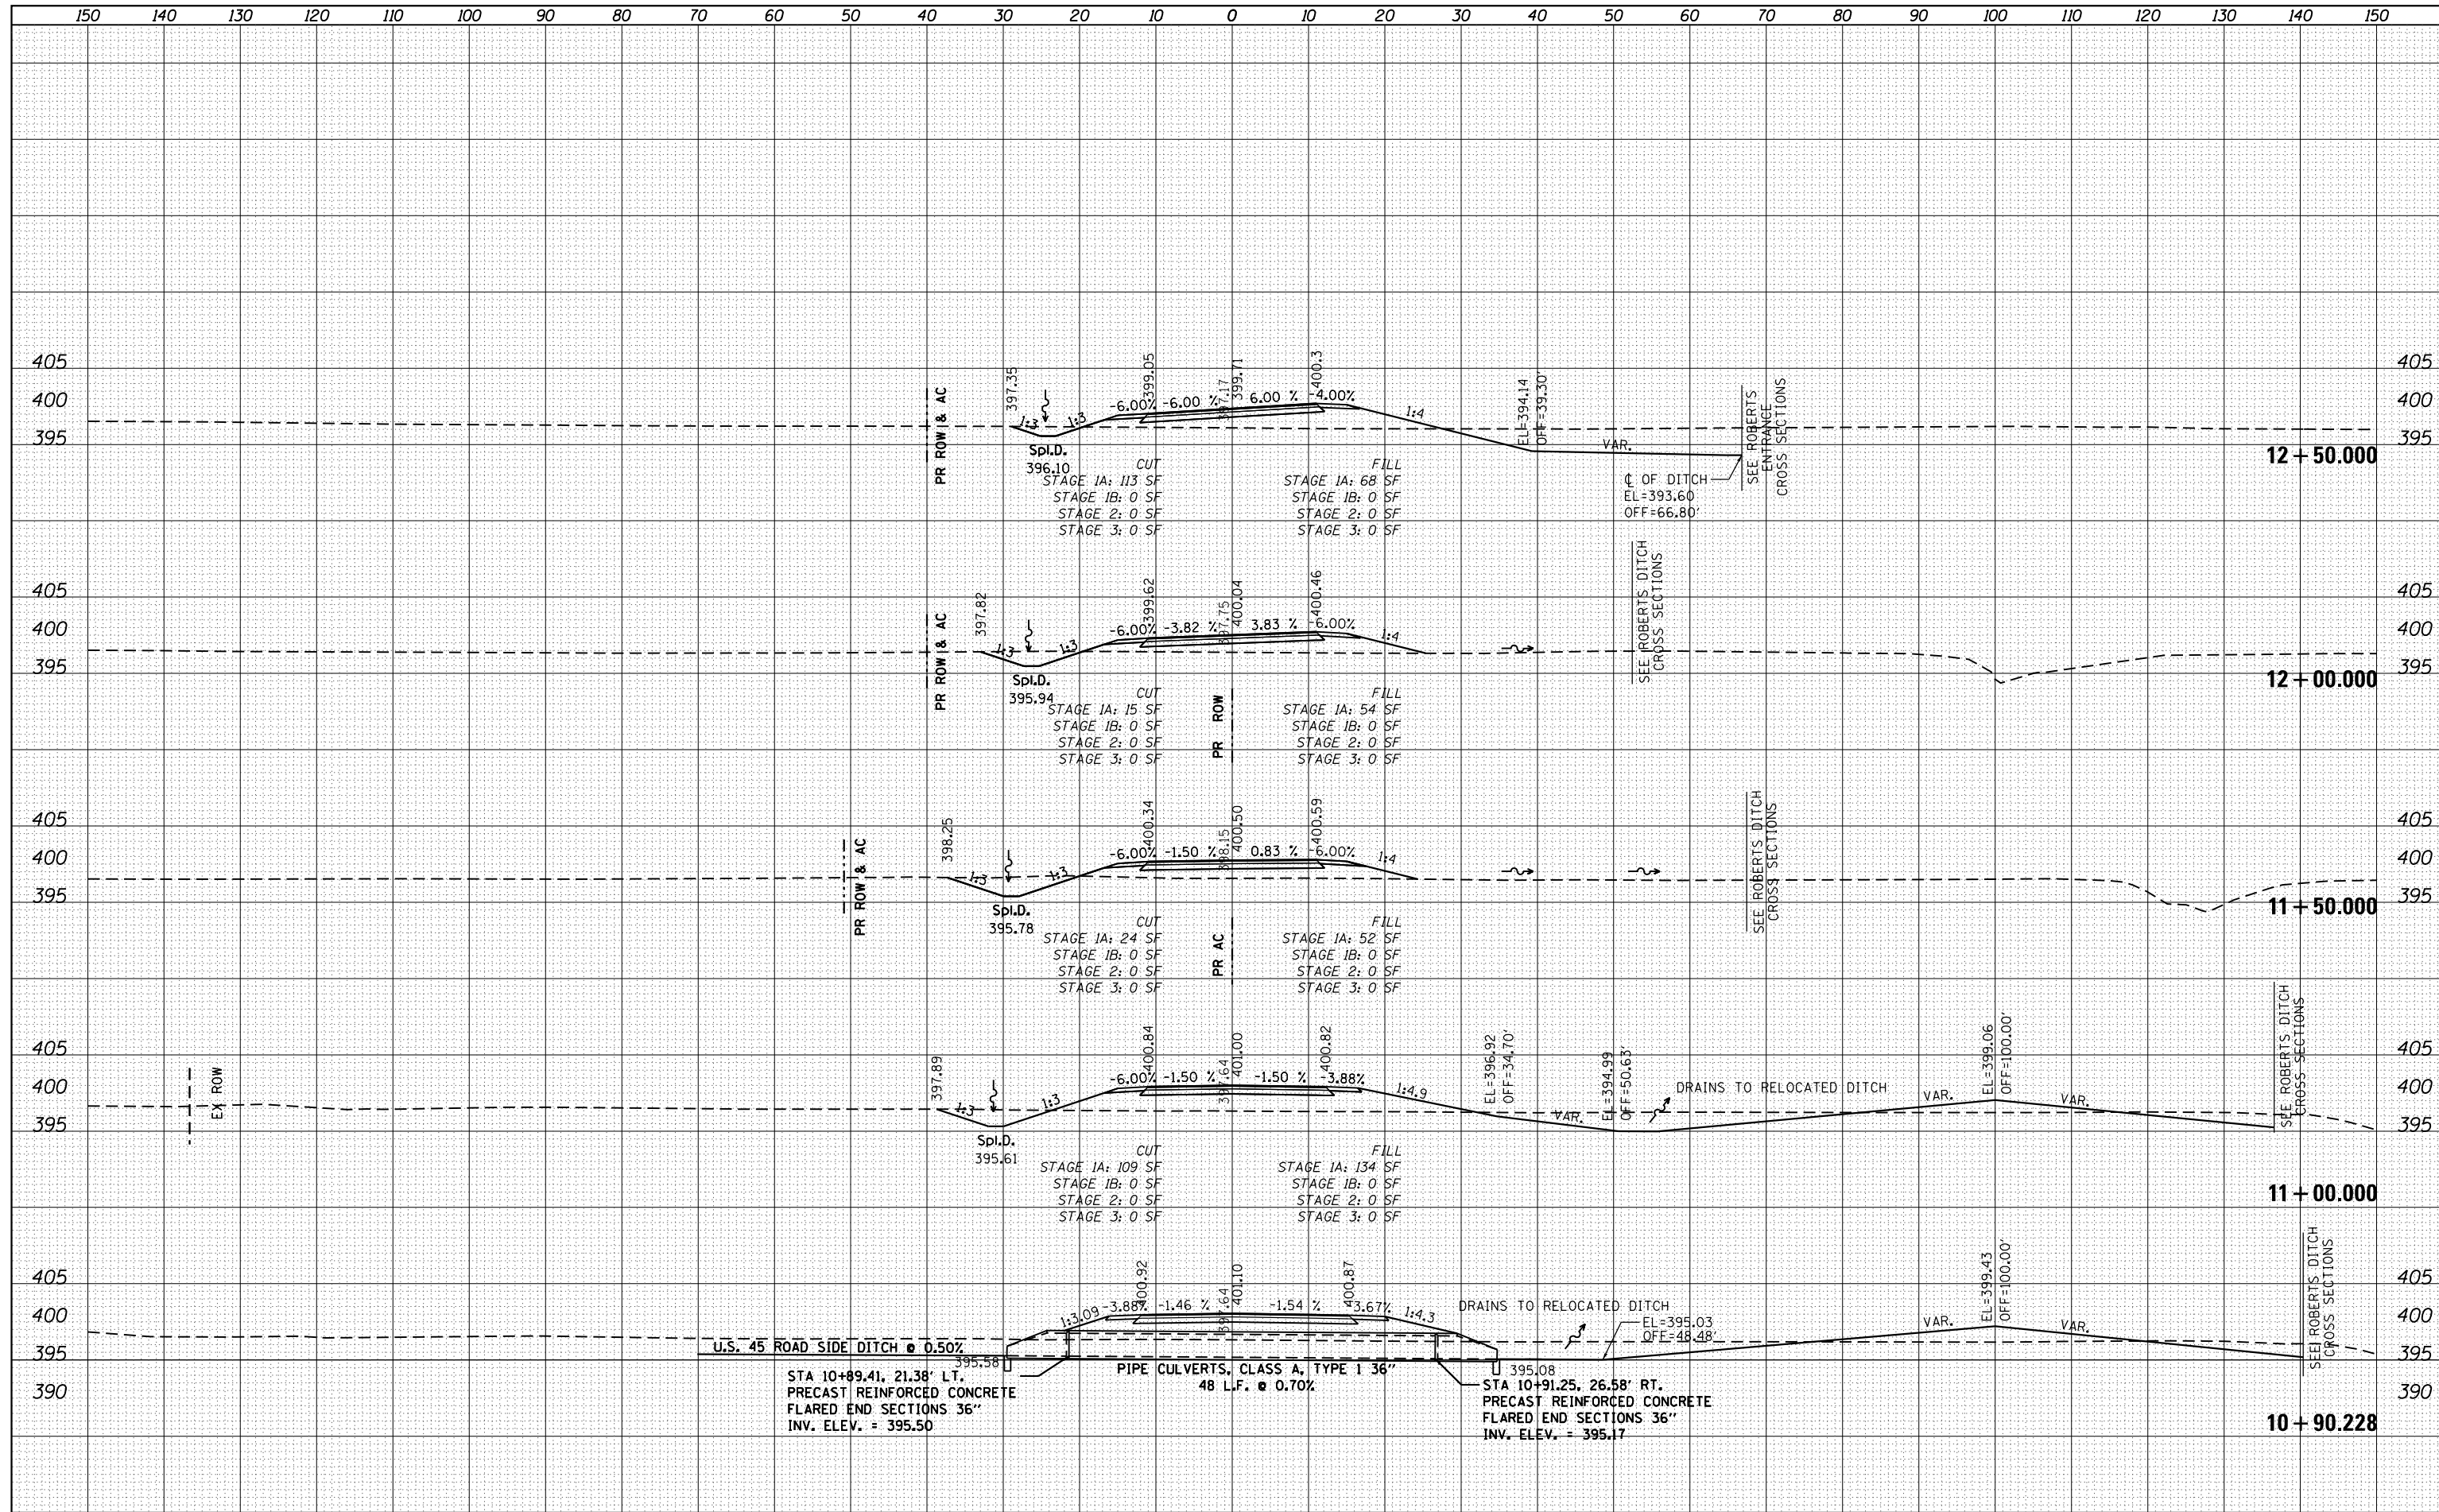 150 140 130 120 110 100 90 80 70 60 50 40 30 20 10 0 10 20 30 40 50 60 70 80 90 100 110 120 130 140 150
405 405
400 400
395 395
PR ROW & AC
397.35
1:3
1:3
Spl.D.
396.10
399.05
397.17
399.71
400.3
-6.00% -6.00 % 6.00 % -4.00%
1:4
EL=394.14
OFF=39.30'
VAR.
℄ OF DITCH
EL=393.60
OFF=66.80'
SEE ROBERTS
ENTRANCE
CROSS SECTIONS
12+50.000
CUT
STAGE 1A: 113 SF
STAGE 1B: 0 SF
STAGE 2: 0 SF
STAGE 3: 0 SF
FILL
STAGE 1A: 68 SF
STAGE 1B: 0 SF
STAGE 2: 0 SF
STAGE 3: 0 SF
405 405
400 400
395 395
PR ROW & AC
397.82
1:3
1:3
Spl.D.
395.94
399.62
397.75
400.04
400.46
-6.00% -3.82 % 3.83 % -6.00%
1:4
SEE ROBERTS DITCH
CROSS SECTIONS
12+00.000
CUT
STAGE 1A: 15 SF
STAGE 1B: 0 SF
STAGE 2: 0 SF
STAGE 3: 0 SF
PR ROW
FILL
STAGE 1A: 54 SF
STAGE 1B: 0 SF
STAGE 2: 0 SF
STAGE 3: 0 SF
405 405
400 400
395 395
PR ROW & AC
398.25
1:3
1:3
Spl.D.
395.78
400.34
398.15
400.50
400.59
-6.00% -1.50 % 0.83 % -6.00%
1:4
SEE ROBERTS DITCH
CROSS SECTIONS
11+50.000
CUT
STAGE 1A: 24 SF
STAGE 1B: 0 SF
STAGE 2: 0 SF
STAGE 3: 0 SF
PR AC
FILL
STAGE 1A: 52 SF
STAGE 1B: 0 SF
STAGE 2: 0 SF
STAGE 3: 0 SF
405 405
400 400
395 395
EX ROW
397.89
1:3
1:3
Spl.D.
395.61
400.84
397.64
401.00
400.82
-6.00% -1.50 % -1.50 % -3.88%
1:4.9
EL=396.92
OFF=34.70'
VAR.
EL=394.99
OFF=50.63'
DRAINS TO RELOCATED DITCH
VAR.
EL=399.06
OFF=100.00'
VAR.
SEE ROBERTS DITCH
CROSS SECTIONS
11+00.000
CUT
STAGE 1A: 109 SF
STAGE 1B: 0 SF
STAGE 2: 0 SF
STAGE 3: 0 SF
FILL
STAGE 1A: 134 SF
STAGE 1B: 0 SF
STAGE 2: 0 SF
STAGE 3: 0 SF
405 405
400 400
395 395
390 390
400.92
397.64
401.10
400.87
1:3.09 -3.88% -1.46 % -1.54 % -3.67% 1:4.3
DRAINS TO RELOCATED DITCH
EL=395.03
OFF=48.48'
VAR.
EL=399.43
OFF=100.00'
VAR.
SEE ROBERTS DITCH
CROSS SECTIONS
U.S. 45 ROAD SIDE DITCH @ 0.50%
395.58
395.08
STA 10+89.41, 21.38' LT.
PRECAST REINFORCED CONCRETE
FLARED END SECTIONS 36"
INV. ELEV. = 395.50
PIPE CULVERTS, CLASS A, TYPE 1 36"
48 L.F. @ 0.70%
STA 10+91.25, 26.58' RT.
PRECAST REINFORCED CONCRETE
FLARED END SECTIONS 36"
INV. ELEV. = 395.17
10+90.228